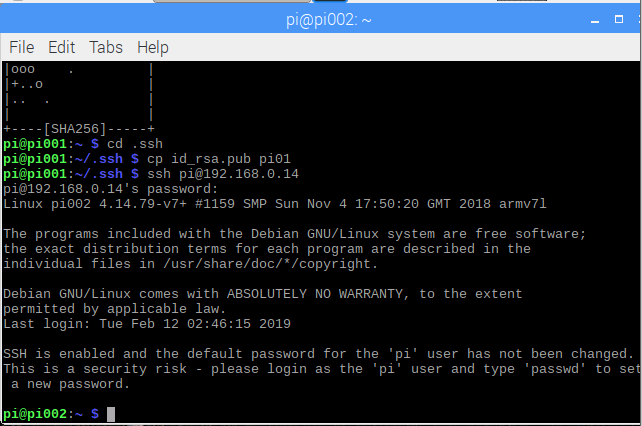 pi@pi002: ~
File Edit Tabs Help
|ooo    .         |
|+..o             |
|..  .            |
|                 |
+----[SHA256]-----+
pi@pi001:~ $ cd .ssh
pi@pi001:~/.ssh $ cp id_rsa.pub pi01
pi@pi001:~/.ssh $ ssh pi@192.168.0.14
pi@192.168.0.14's password:
Linux pi002 4.14.79-v7+ #1159 SMP Sun Nov 4 17:50:20 GMT 2018 armv7l

The programs included with the Debian GNU/Linux system are free software;
the exact distribution terms for each program are described in the
individual files in /usr/share/doc/*/copyright.

Debian GNU/Linux comes with ABSOLUTELY NO WARRANTY, to the extent
permitted by applicable law.
Last login: Tue Feb 12 02:46:15 2019

SSH is enabled and the default password for the 'pi' user has not been changed.
This is a security risk - please login as the 'pi' user and type 'passwd' to set
 a new password.

pi@pi002:~ $